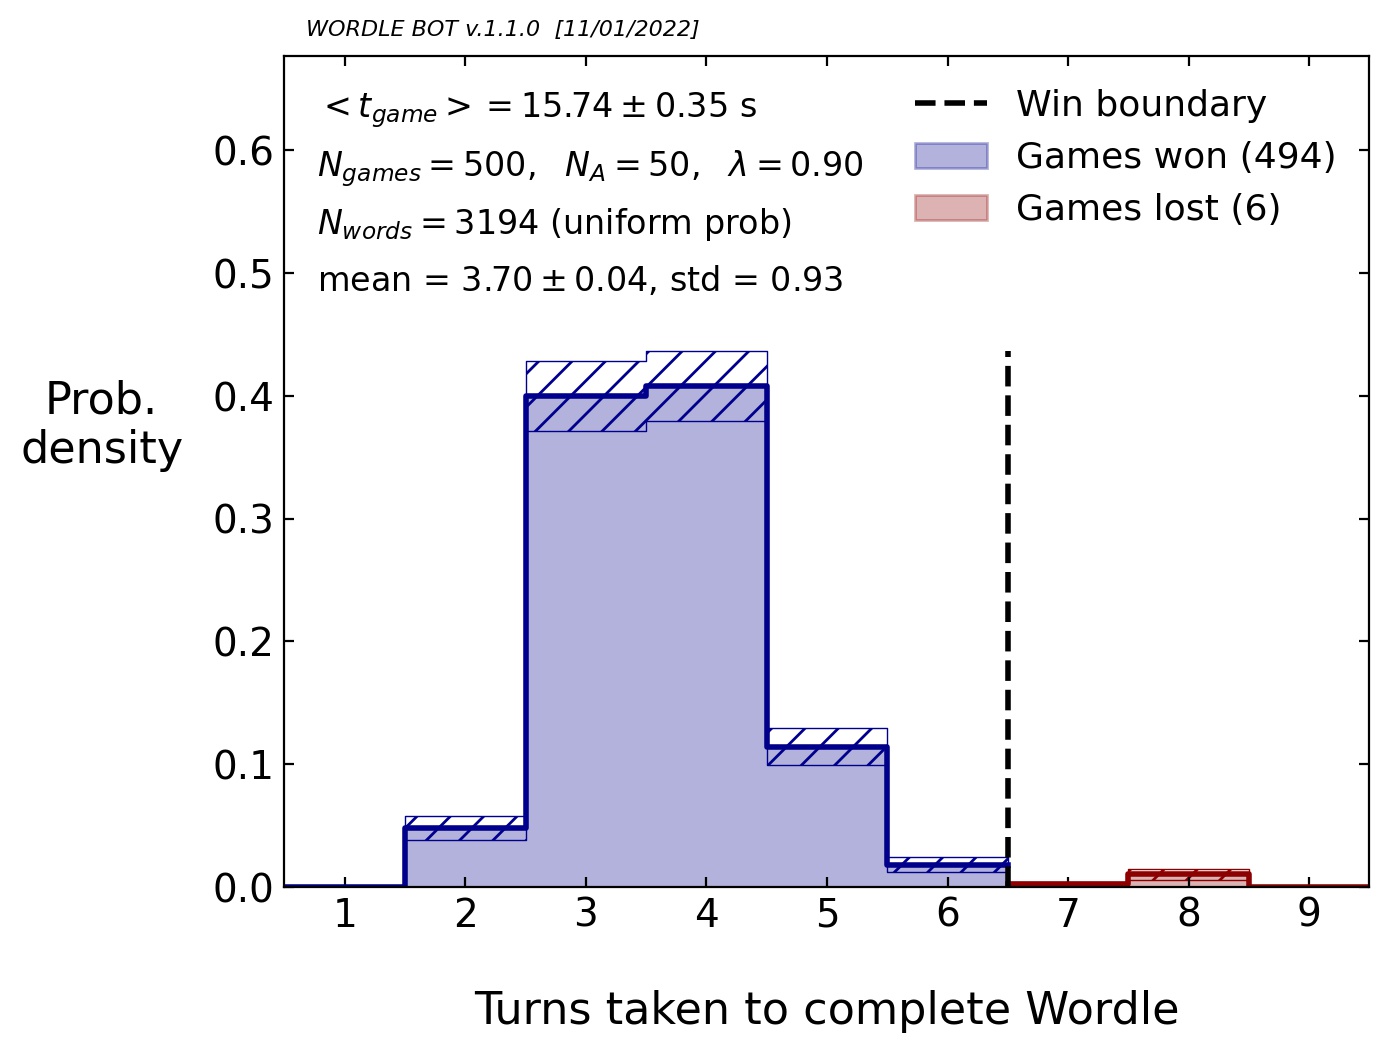 WORDLE BOT v.1.1.0 [11/01/2022]
<t_game> = 15.74 ± 0.35 s
N_games = 500, N_A = 50, λ = 0.90
N_words = 3194 (uniform prob)
mean = 3.70 ± 0.04, std = 0.93
Win boundary
Games won (494)
Games lost (6)
Prob.
density
0.6
0.5
0.4
0.3
0.2
0.1
0.0
1 2 3 4 5 6 7 8 9
Turns taken to complete Wordle